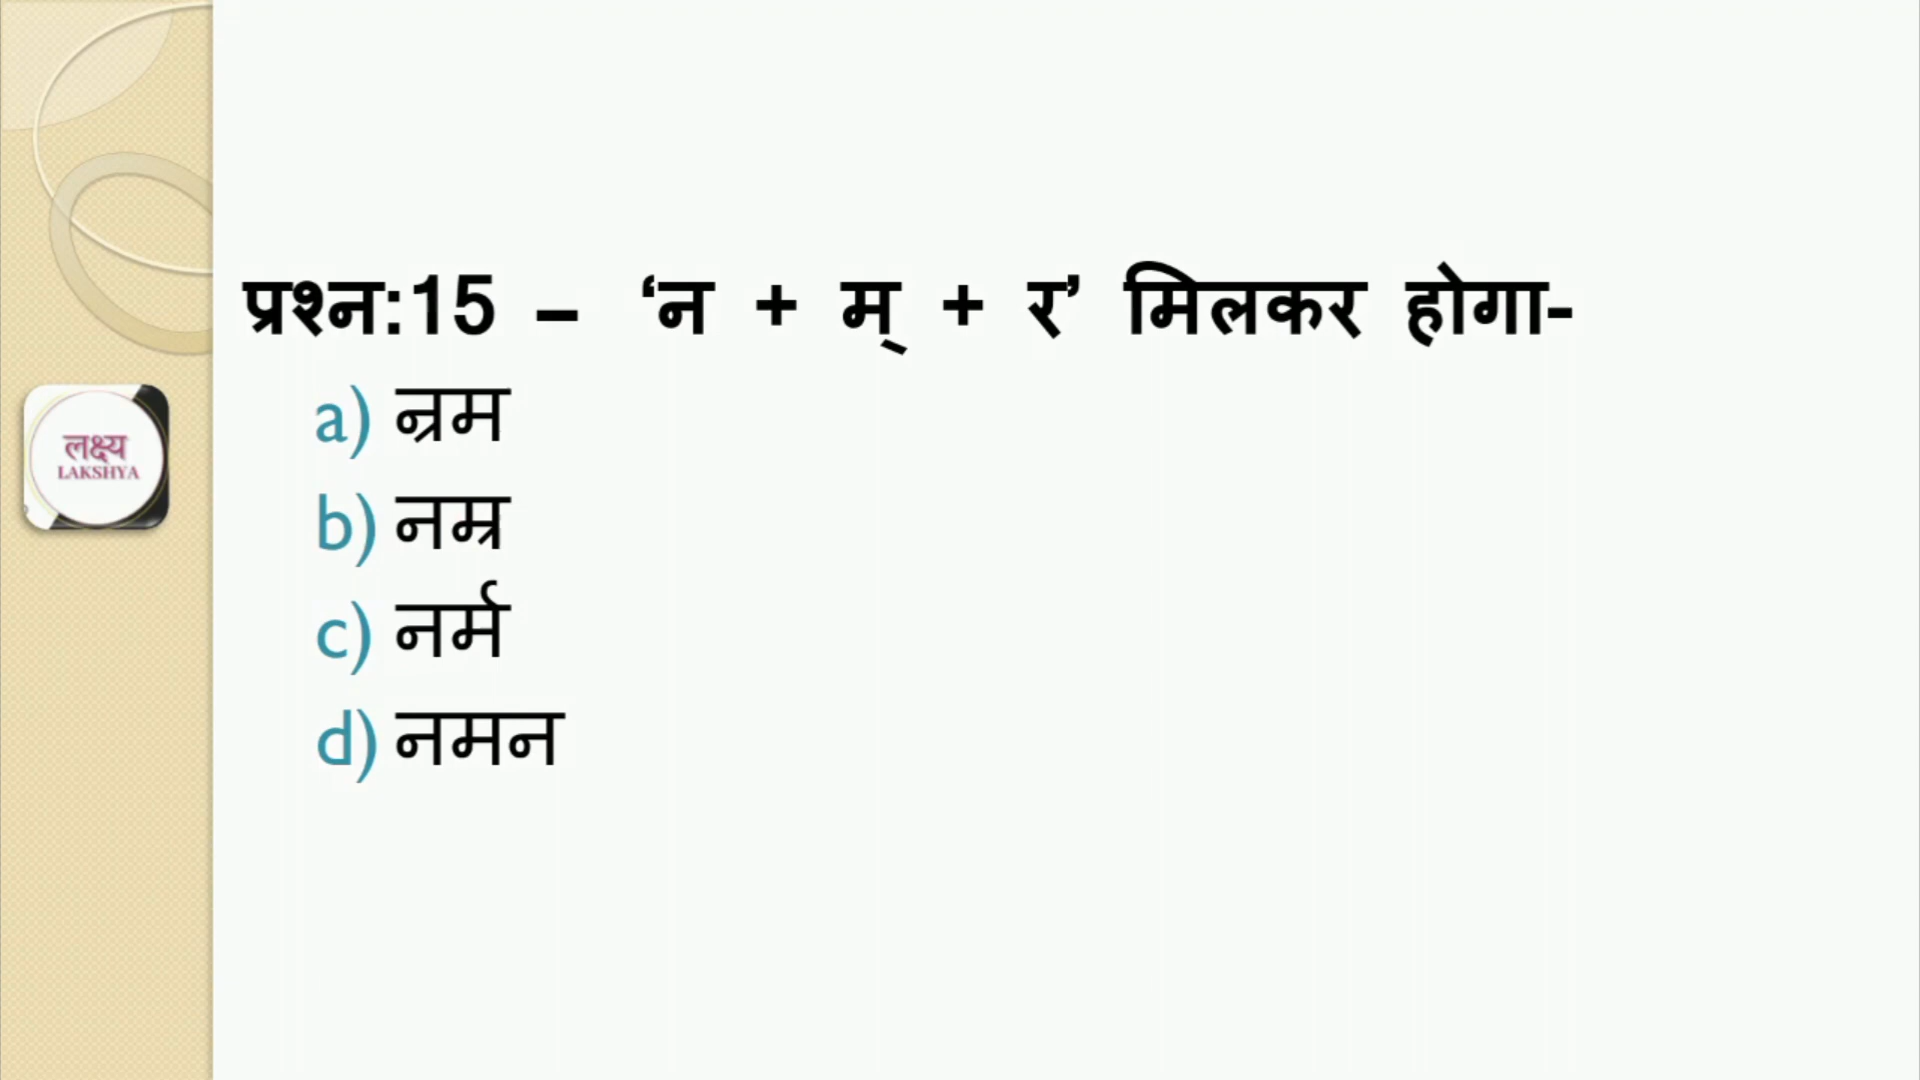 प्रश्न:15 – ‘न + म् + र’ मिलकर होगा-
a) न्रम
b) नम्र
c) नर्म
d) नमन
लक्ष्य
LAKSHYA